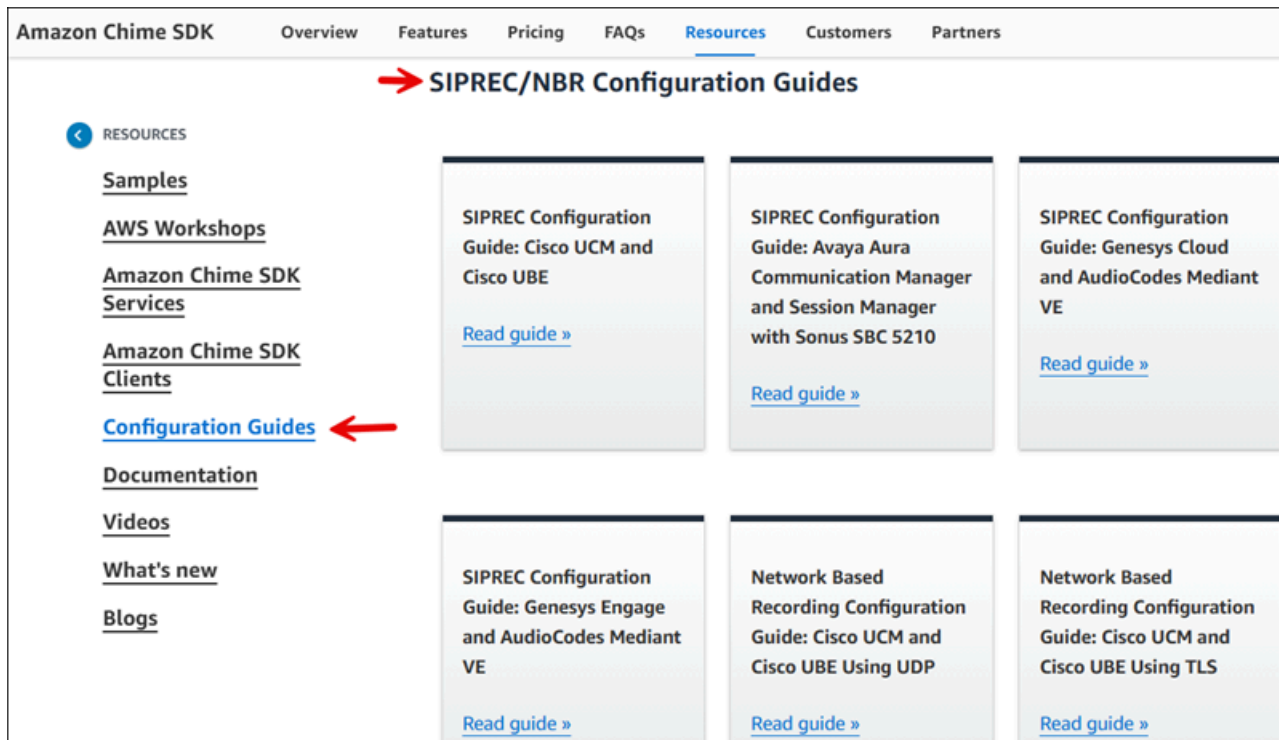 Amazon Chime SDK Overview Features Pricing FAQs Resources Customers Partners
SIPREC/NBR Configuration Guides
RESOURCES
Samples
AWS Workshops
Amazon Chime SDK
Services
Amazon Chime SDK
Clients
Configuration Guides
Documentation
Videos
What's new
Blogs
SIPREC Configuration
Guide: Cisco UCM and
Cisco UBE
Read guide »
SIPREC Configuration
Guide: Avaya Aura
Communication Manager
and Session Manager
with Sonus SBC 5210
Read guide »
SIPREC Configuration
Guide: Genesys Cloud
and AudioCodes Mediant
VE
Read guide »
SIPREC Configuration
Guide: Genesys Engage
and AudioCodes Mediant
VE
Read guide »
Network Based
Recording Configuration
Guide: Cisco UCM and
Cisco UBE Using UDP
Read guide »
Network Based
Recording Configuration
Guide: Cisco UCM and
Cisco UBE Using TLS
Read guide »